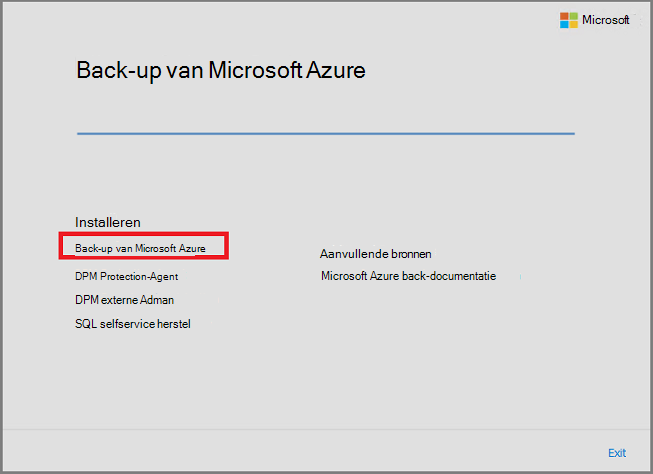 Microsoft
Back-up van Microsoft Azure
Installeren
Back-up van Microsoft Azure
DPM Protection-Agent
DPM externe Adman
SQL selfservice herstel
Aanvullende bronnen
Microsoft Azure back-documentatie
Exit